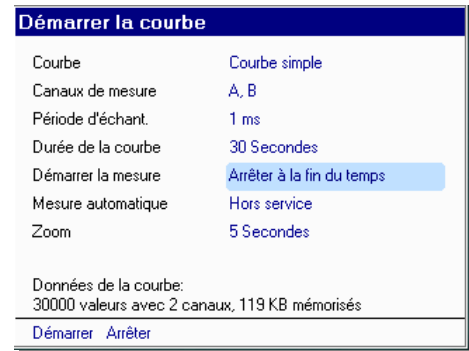 Démarrer la courbe
Courbe Courbe simple
Canaux de mesure A, B
Période d'échant. 1 ms
Durée de la courbe 30 Secondes
Démarrer la mesure Arrêter à la fin du temps
Mesure automatique Hors service
Zoom 5 Secondes
Données de la courbe:
30000 valeurs avec 2 canaux, 119 KB mémorisés
Démarrer Arrêter